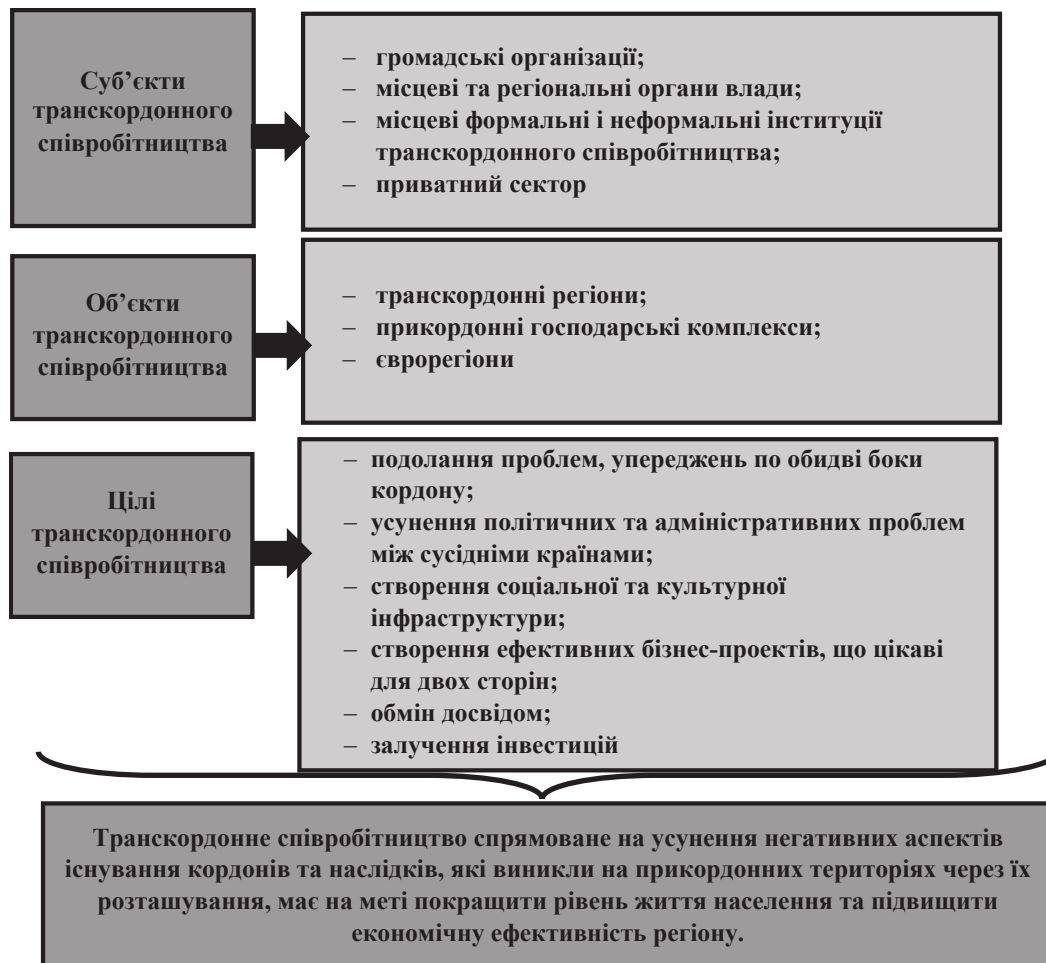 Суб’єкти
транскордонного
співробітництва
– громадські організації;
– місцеві та регіональні органи влади;
– місцеві формальні і неформальні інституції
транскордонного співробітництва;
– приватний сектор
Об’єкти
транскордонного
співробітництва
– транскордонні регіони;
– прикордонні господарські комплекси;
– єврорегіони
Цілі
транскордонного
співробітництва
– подолання проблем, упереджень по обидві боки
кордону;
– усунення політичних та адміністративних проблем
між сусідніми країнами;
– створення соціальної та культурної
інфраструктури;
– створення ефективних бізнес-проектів, що цікаві
для двох сторін;
– обмін досвідом;
– залучення інвестицій
Транскордонне співробітництво спрямоване на усунення негативних аспектів
існування кордонів та наслідків, які виникли на прикордонних територіях через їх
розташування, має на меті покращити рівень життя населення та підвищити
економічну ефективність регіону.